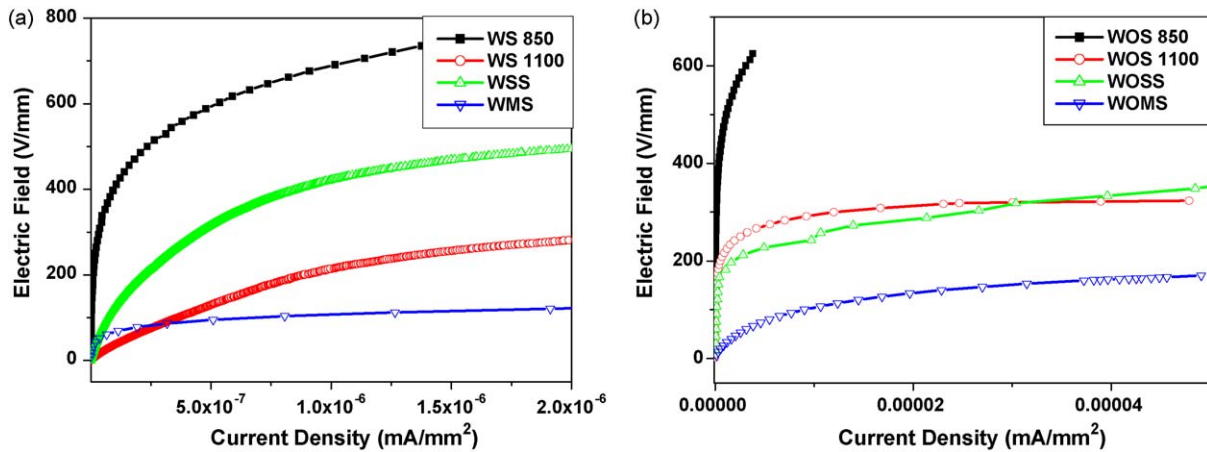 (a)
800
600
400
200
0
Electric Field (V/mm)
WS 850
WS 1100
WSS
WMS
5.0x10⁻⁷
1.0x10⁻⁶
1.5x10⁻⁶
2.0x10⁻⁶
Current Density (mA/mm²)
(b)
600
400
200
0
Electric Field (V/mm)
WOS 850
WOS 1100
WOSS
WOMS
0.00000
0.00002
0.00004
Current Density (mA/mm²)